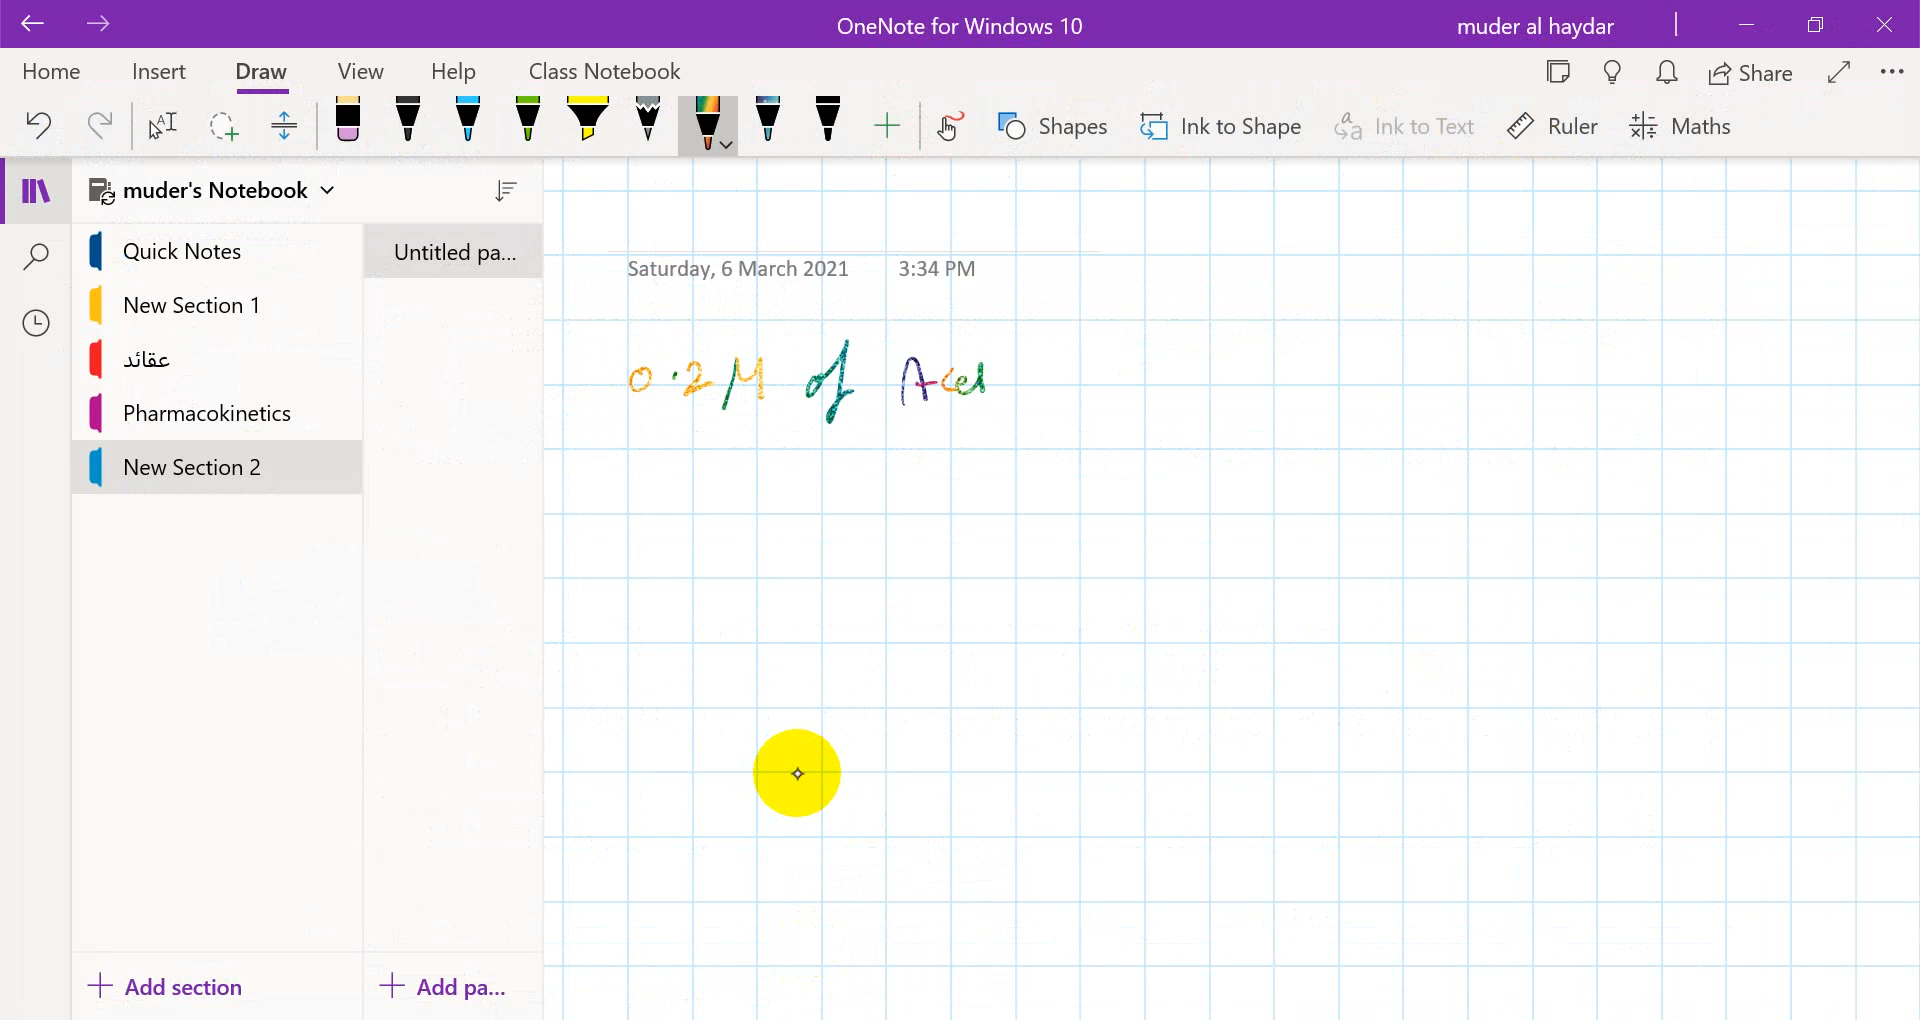 OneNote for Windows 10 muder al haydar
Home Insert Draw View Help Class Notebook Share
Shapes Ink to Shape Ink to Text Ruler Maths
muder's Notebook
Quick Notes
New Section 1
عقائد
Pharmacokinetics
New Section 2
Untitled pa...
Saturday, 6 March 2021 3:34 PM
0.2M of
Add section
Add pa...